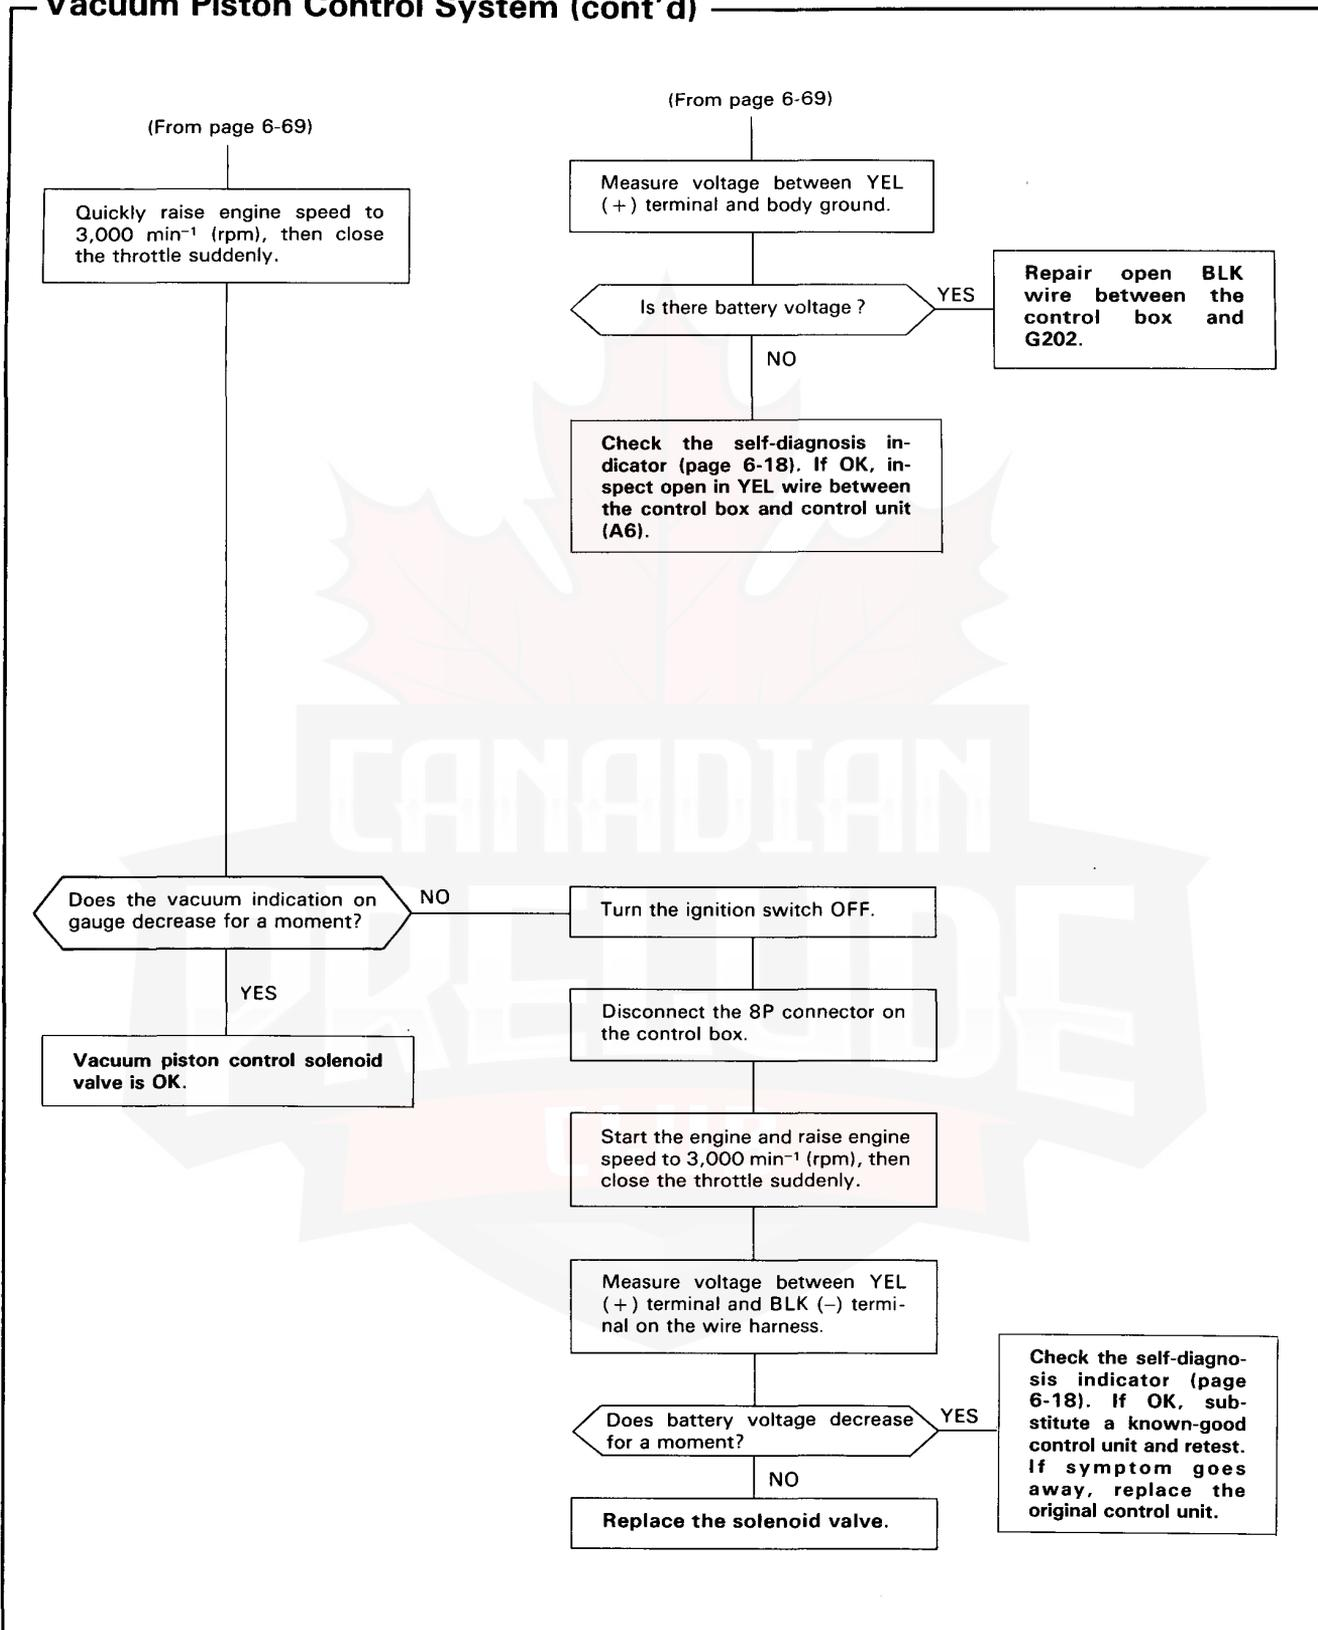 Vacuum Piston Control System (cont'd)
(From page 6-69)
Quickly raise engine speed to
3,000 min⁻¹ (rpm), then close
the throttle suddenly.
(From page 6-69)
Measure voltage between YEL
(+) terminal and body ground.
Is there battery voltage ?
YES
Repair open BLK
wire between the
control box and
G202.
NO
Check the self-diagnosis in-
dicator (page 6-18). If OK, in-
spect open in YEL wire between
the control box and control unit
(A6).
CANADIAN
PRELUDE
CLUB
Does the vacuum indication on
gauge decrease for a moment?
NO
Turn the ignition switch OFF.
YES
Vacuum piston control solenoid
valve is OK.
Disconnect the 8P connector on
the control box.
Start the engine and raise engine
speed to 3,000 min⁻¹ (rpm), then
close the throttle suddenly.
Measure voltage between YEL
(+) terminal and BLK (−) termi-
nal on the wire harness.
Does battery voltage decrease
for a moment?
YES
Check the self-diagno-
sis indicator (page
6-18). If OK, sub-
stitute a known-good
control unit and retest.
If symptom goes
away, replace the
original control unit.
NO
Replace the solenoid valve.